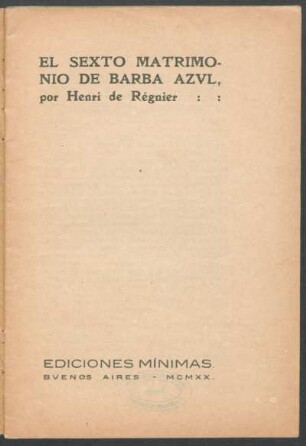 EL SEXTO MATRIMO-
NIO DE BARBA AZVL,
por Henri de Régnier : :
EDICIONES MÍNIMAS.
BVENOS AIRES - MCMXX.